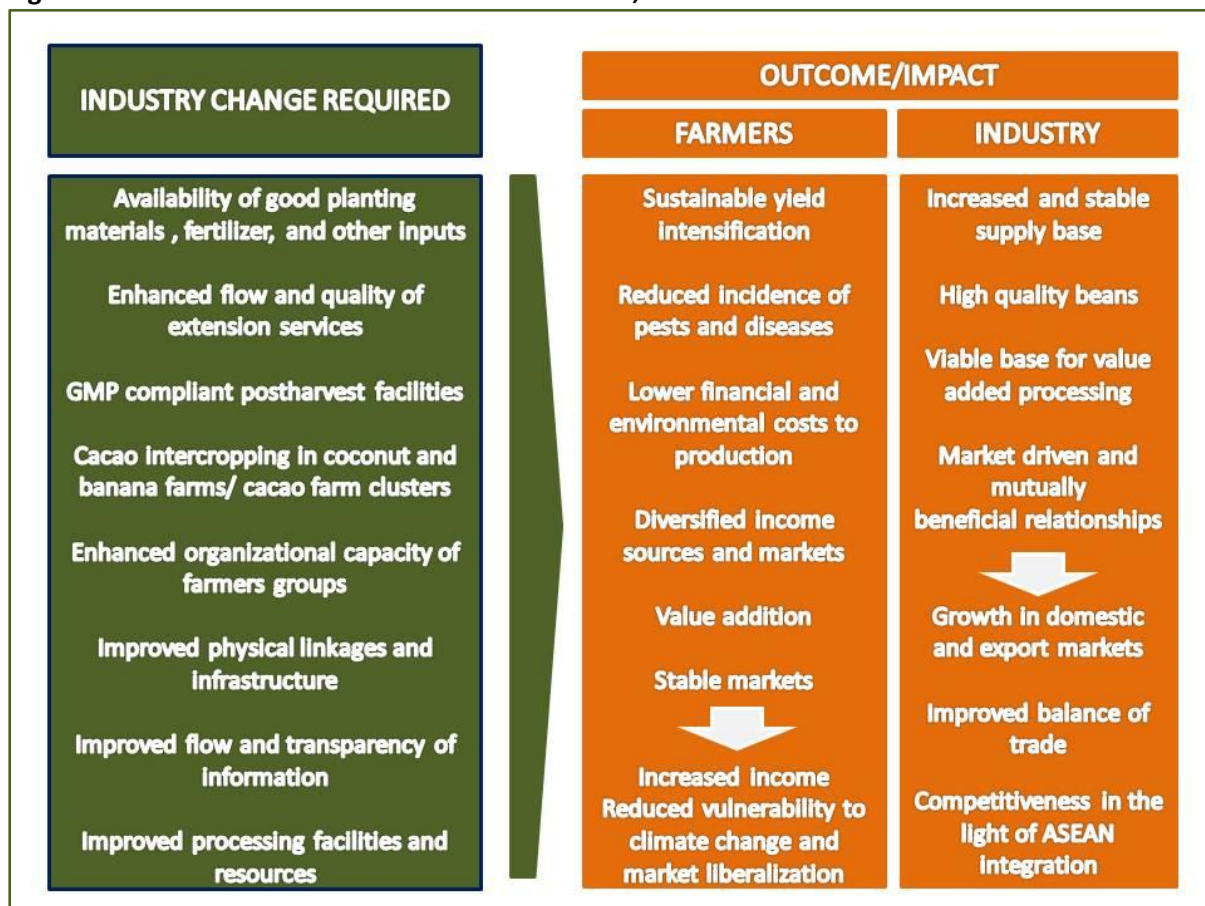 INDUSTRY CHANGE REQUIRED
Availability of good planting
materials , fertilizer, and other inputs
Enhanced flow and quality of
extension services
GMP compliant postharvest facilities
Cacao intercropping in coconut and
banana farms/ cacao farm clusters
Enhanced organizational capacity of
farmers groups
Improved physical linkages and
infrastructure
Improved flow and transparency of
information
Improved processing facilities and
resources
OUTCOME/IMPACT
FARMERS
Sustainable yield
intensification
Reduced incidence of
pests and diseases
Lower financial and
environmental costs to
production
Diversified income
sources and markets
Value addition
Stable markets
Increased income
Reduced vulnerability to
climate change and
market liberalization
INDUSTRY
Increased and stable
supply base
High quality beans
Viable base for value
added processing
Market driven and
mutually
beneficial relationships
Growth in domestic
and export markets
Improved balance of
trade
Competitiveness in the
light of ASEAN
integration